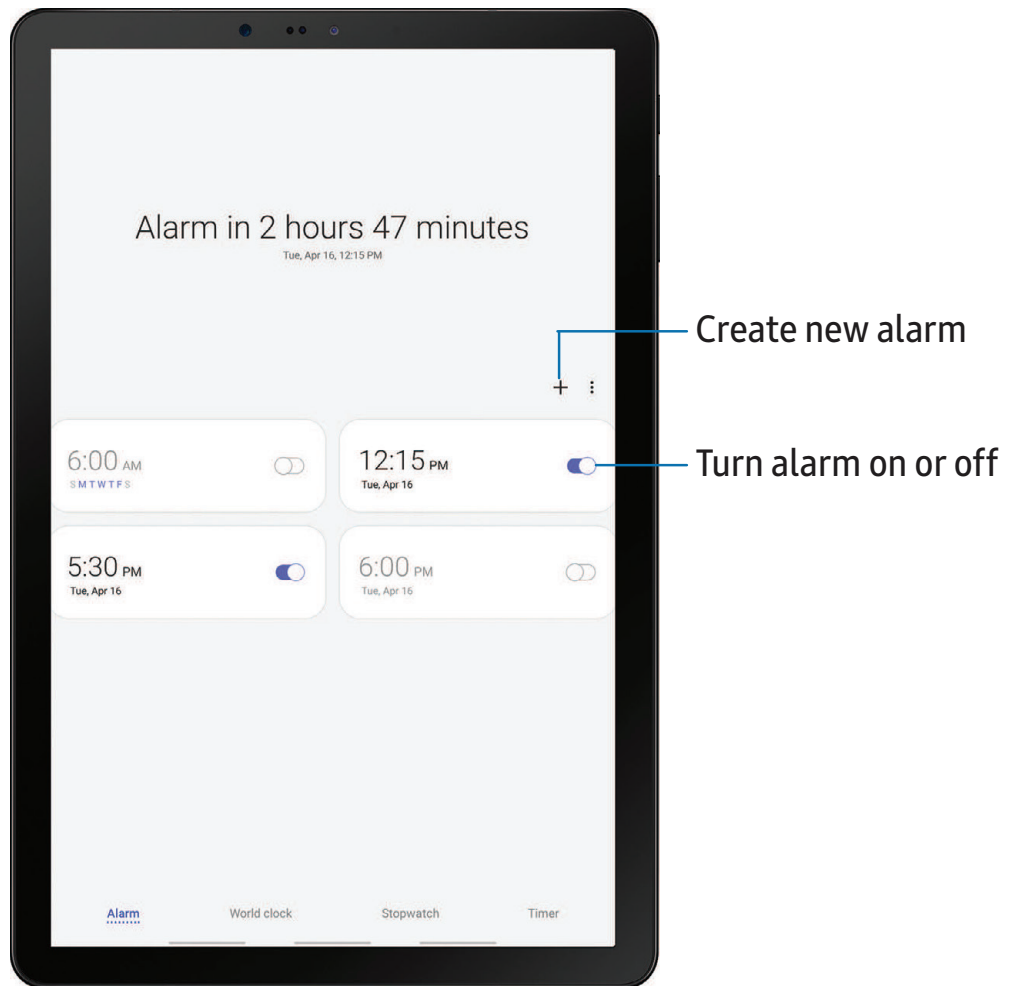 Alarm in 2 hours 47 minutes
Tue, Apr 16, 12:15 PM
Create new alarm
6:00 AM
S M T W T F S
12:15 PM
Tue, Apr 16
Turn alarm on or off
5:30 PM
Tue, Apr 16
6:00 PM
Tue, Apr 16
Alarm World clock Stopwatch Timer